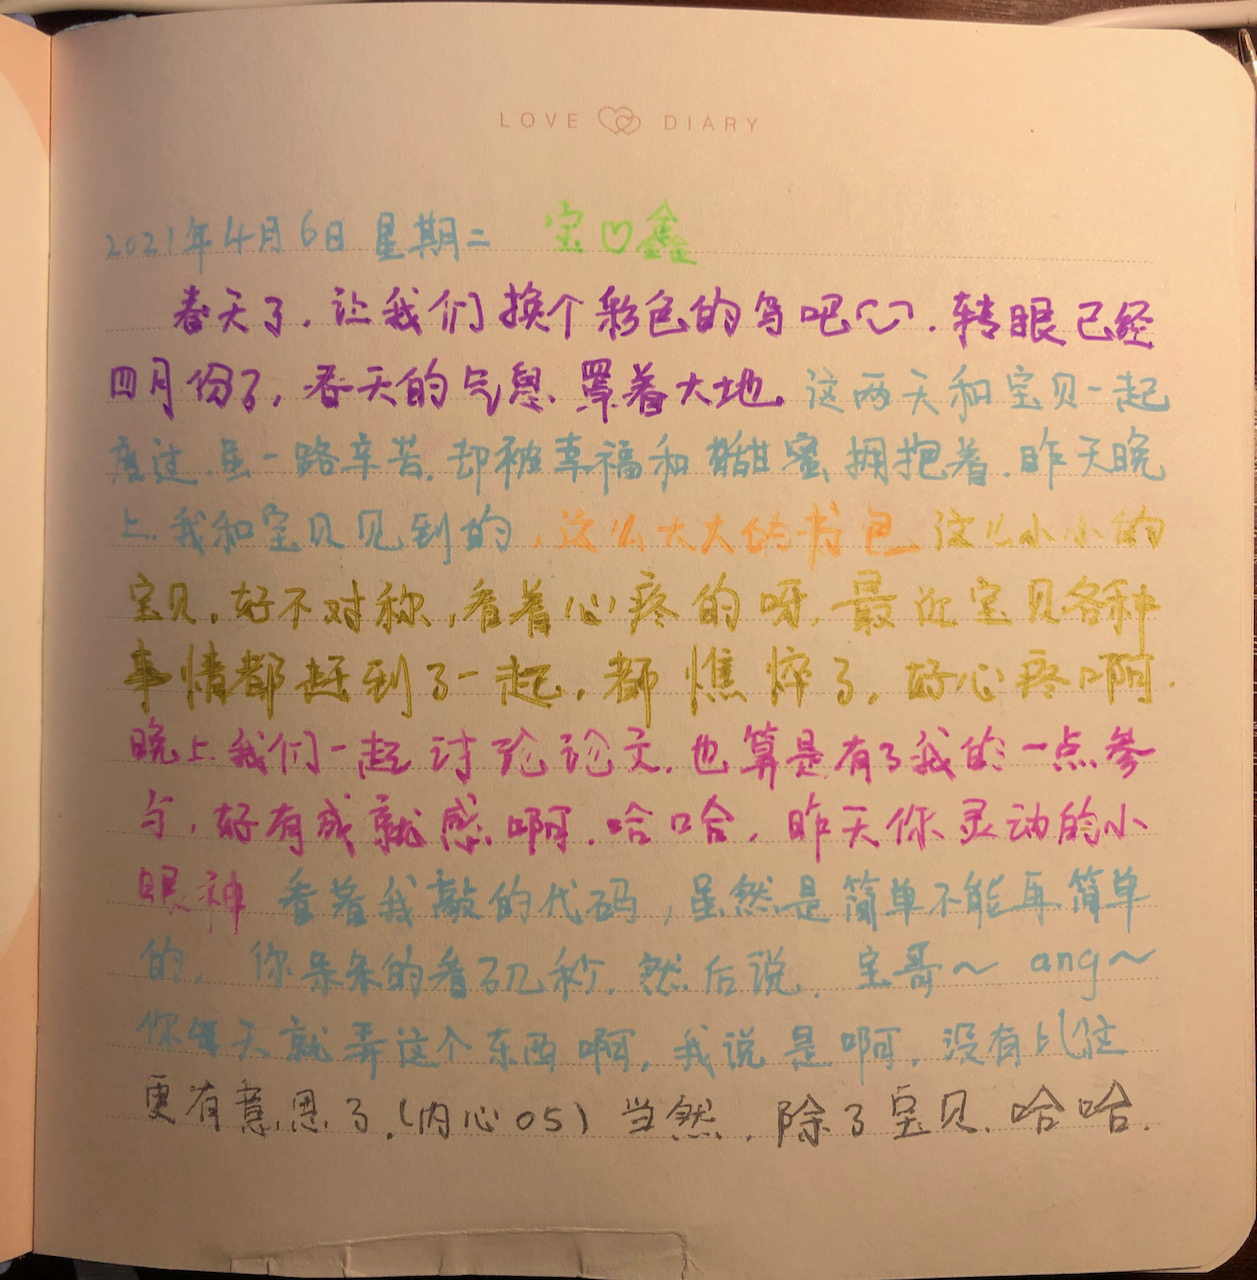 LOVE DIARY
2021年4月6日 星期二 宝♡鑫
春天了,让我们换个彩色的写吧,转眼已经
四月份了,春天的气息笼罩着大地,这两天和宝贝一起
度过,虽一路辛苦,却被幸福和甜蜜拥抱着,昨天晚
上,我和宝贝见到的,这么大大的书包,这么小小的
宝贝,好不对称,看着心疼的呀,最近宝贝各种
事情都赶到了一起,都憔悴了,好心疼啊.
晚上我们一起讨论论文,也算是有了我的一点参
与,好有成就感啊,哈哈,昨天你灵动的小
眼神 看着我敲的代码,虽然是简单不能再简单
的,你呆呆的看了几秒,然后说,宝哥~ ang~
你每天就弄这个东西啊,我说是啊,没有比这
更有意思了,(内心OS)当然,除了宝贝,哈哈.